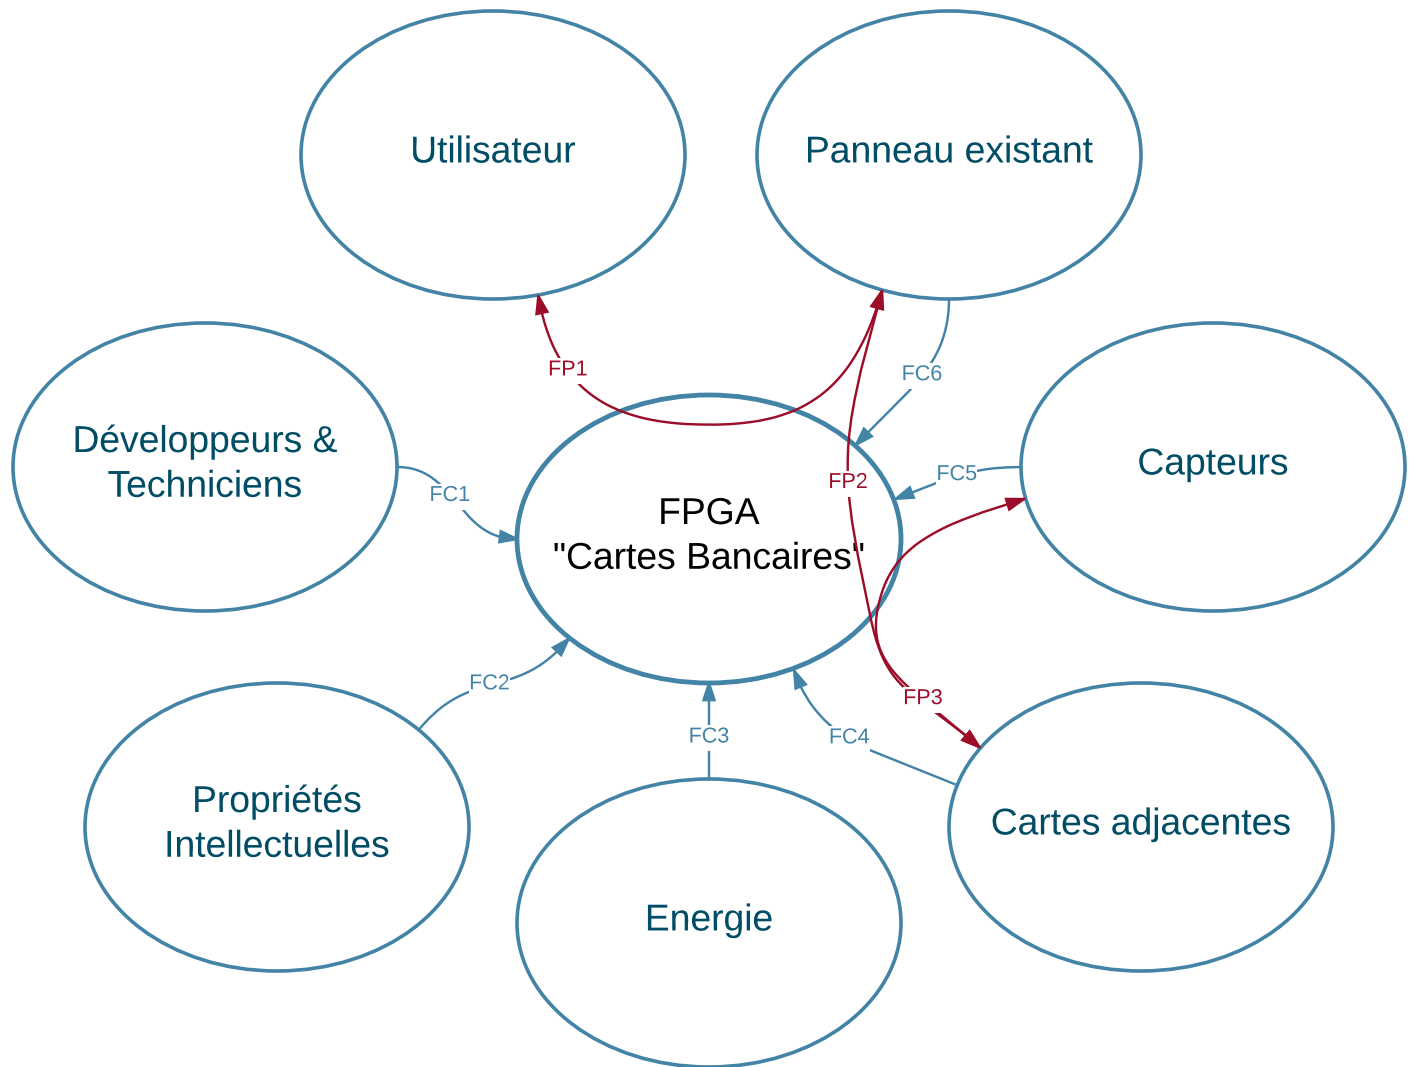 Utilisateur
Panneau existant
FP1
FC6
Développeurs &
Techniciens
Capteurs
FC1
FP2
FC5
FPGA
"Cartes Bancaires"
FC2
FP3
FC3
FC4
Propriétés
Intellectuelles
Cartes adjacentes
Energie